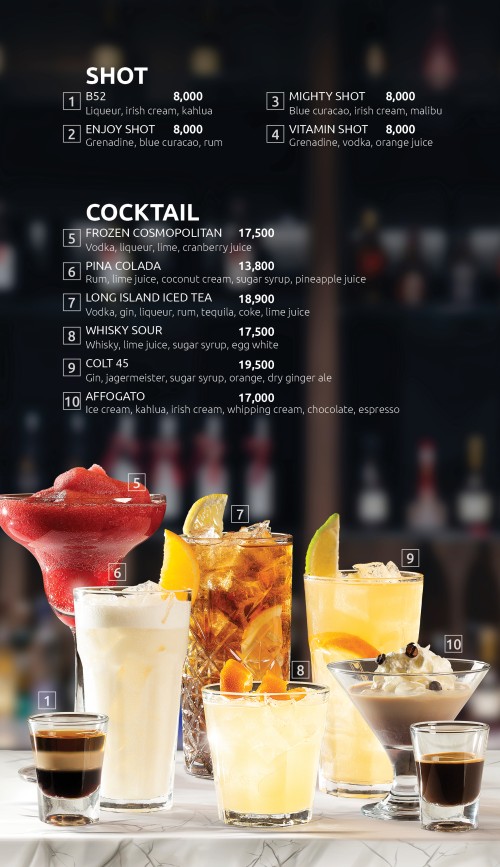 SHOT
1 B52 8,000
Liqueur, irish cream, kahlua
2 ENJOY SHOT 8,000
Grenadine, blue curacao, rum
3 MIGHTY SHOT 8,000
Blue curacao, irish cream, malibu
4 VITAMIN SHOT 8,000
Grenadine, vodka, orange juice
COCKTAIL
5 FROZEN COSMOPOLITAN 17,500
Vodka, liqueur, lime, cranberry juice
6 PINA COLADA 13,800
Rum, lime juice, coconut cream, sugar syrup, pineapple juice
7 LONG ISLAND ICED TEA 18,900
Vodka, gin, liqueur, rum, tequila, coke, lime juice
8 WHISKY SOUR 17,500
Whisky, lime juice, sugar syrup, egg white
9 COLT 45 19,500
Gin, jagermeister, sugar syrup, orange, dry ginger ale
10 AFFOGATO 17,000
Ice cream, kahlua, irish cream, whipping cream, chocolate, espresso
5
7
9
6
10
8
1